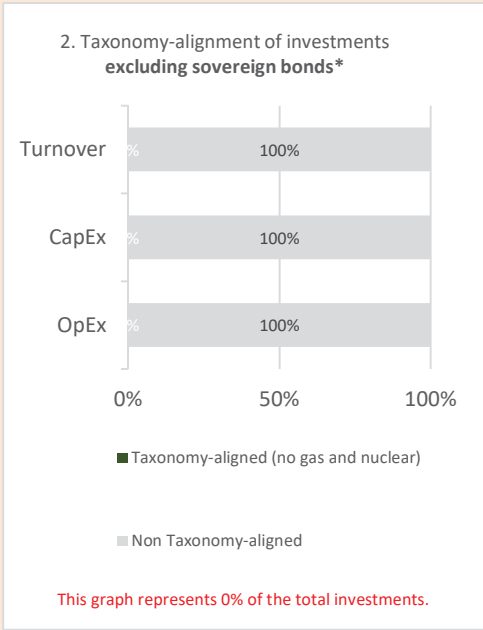 2. Taxonomy-alignment of investments
excluding sovereign bonds*
Turnover % 100%
CapEx % 100%
OpEx % 100%
0% 50% 100%
Taxonomy-aligned (no gas and nuclear)
Non Taxonomy-aligned
This graph represents 0% of the total investments.